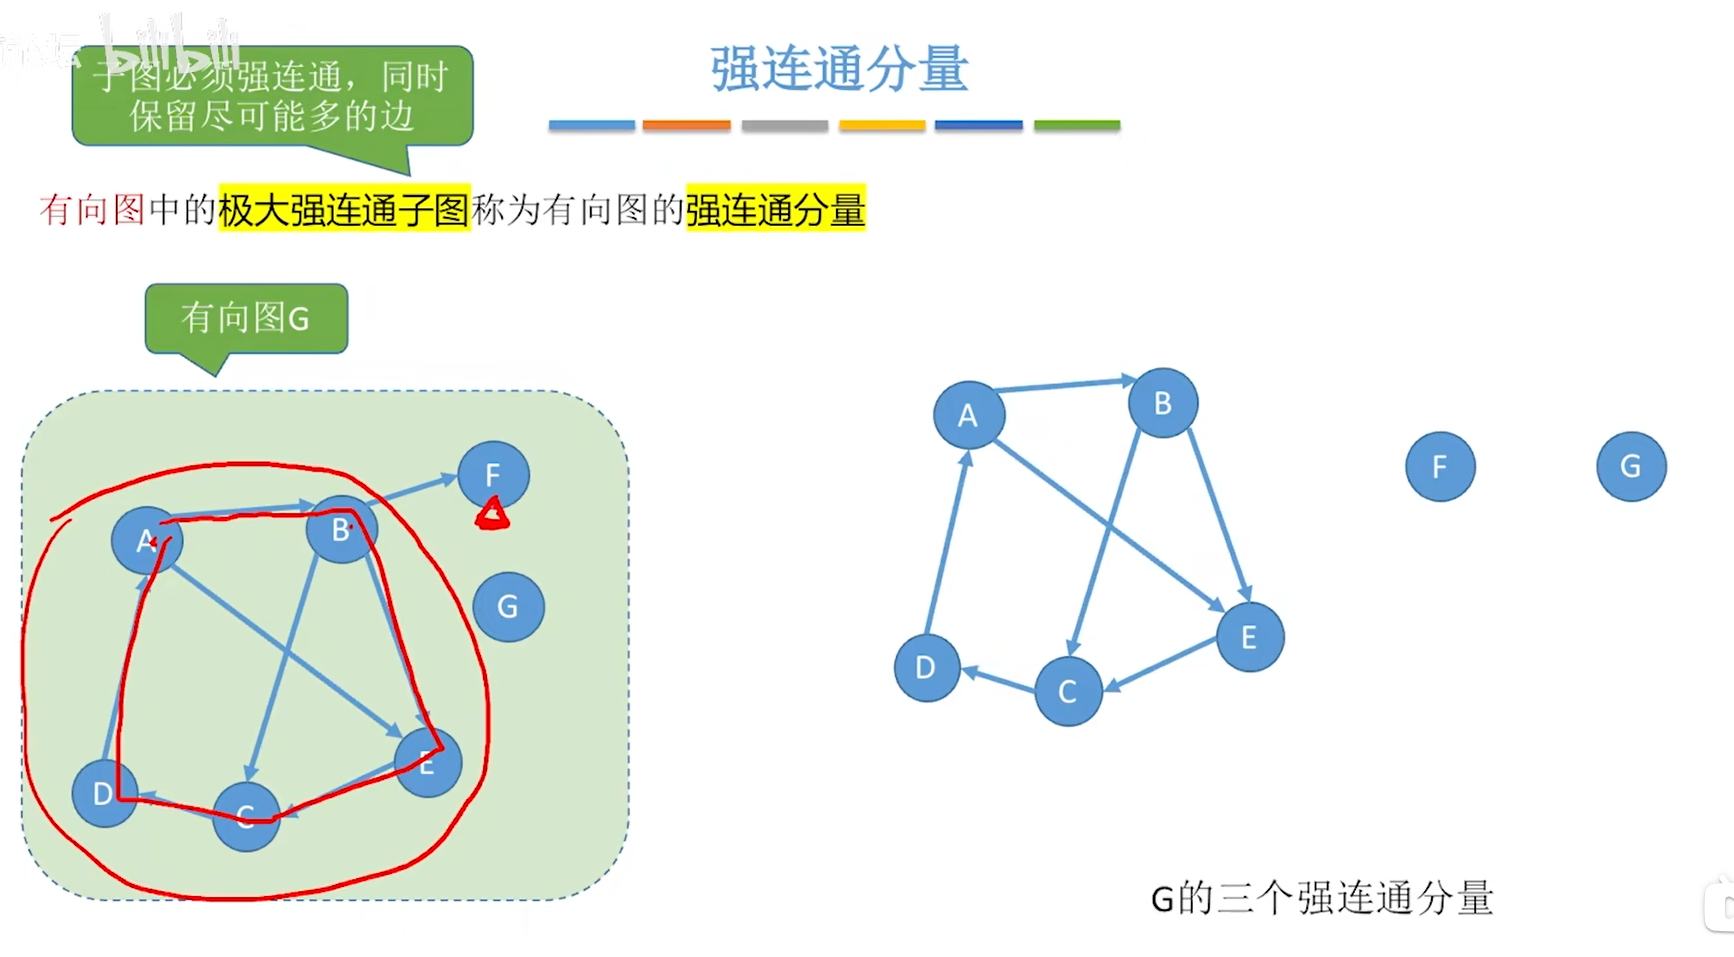 强连通分量
bilibili
子图必须强连通，同时
保留尽可能多的边
有向图中的极大强连通子图称为有向图的强连通分量
有向图G
A
B
F
G
E
D
C
A
B
F
G
E
D
C
G的三个强连通分量